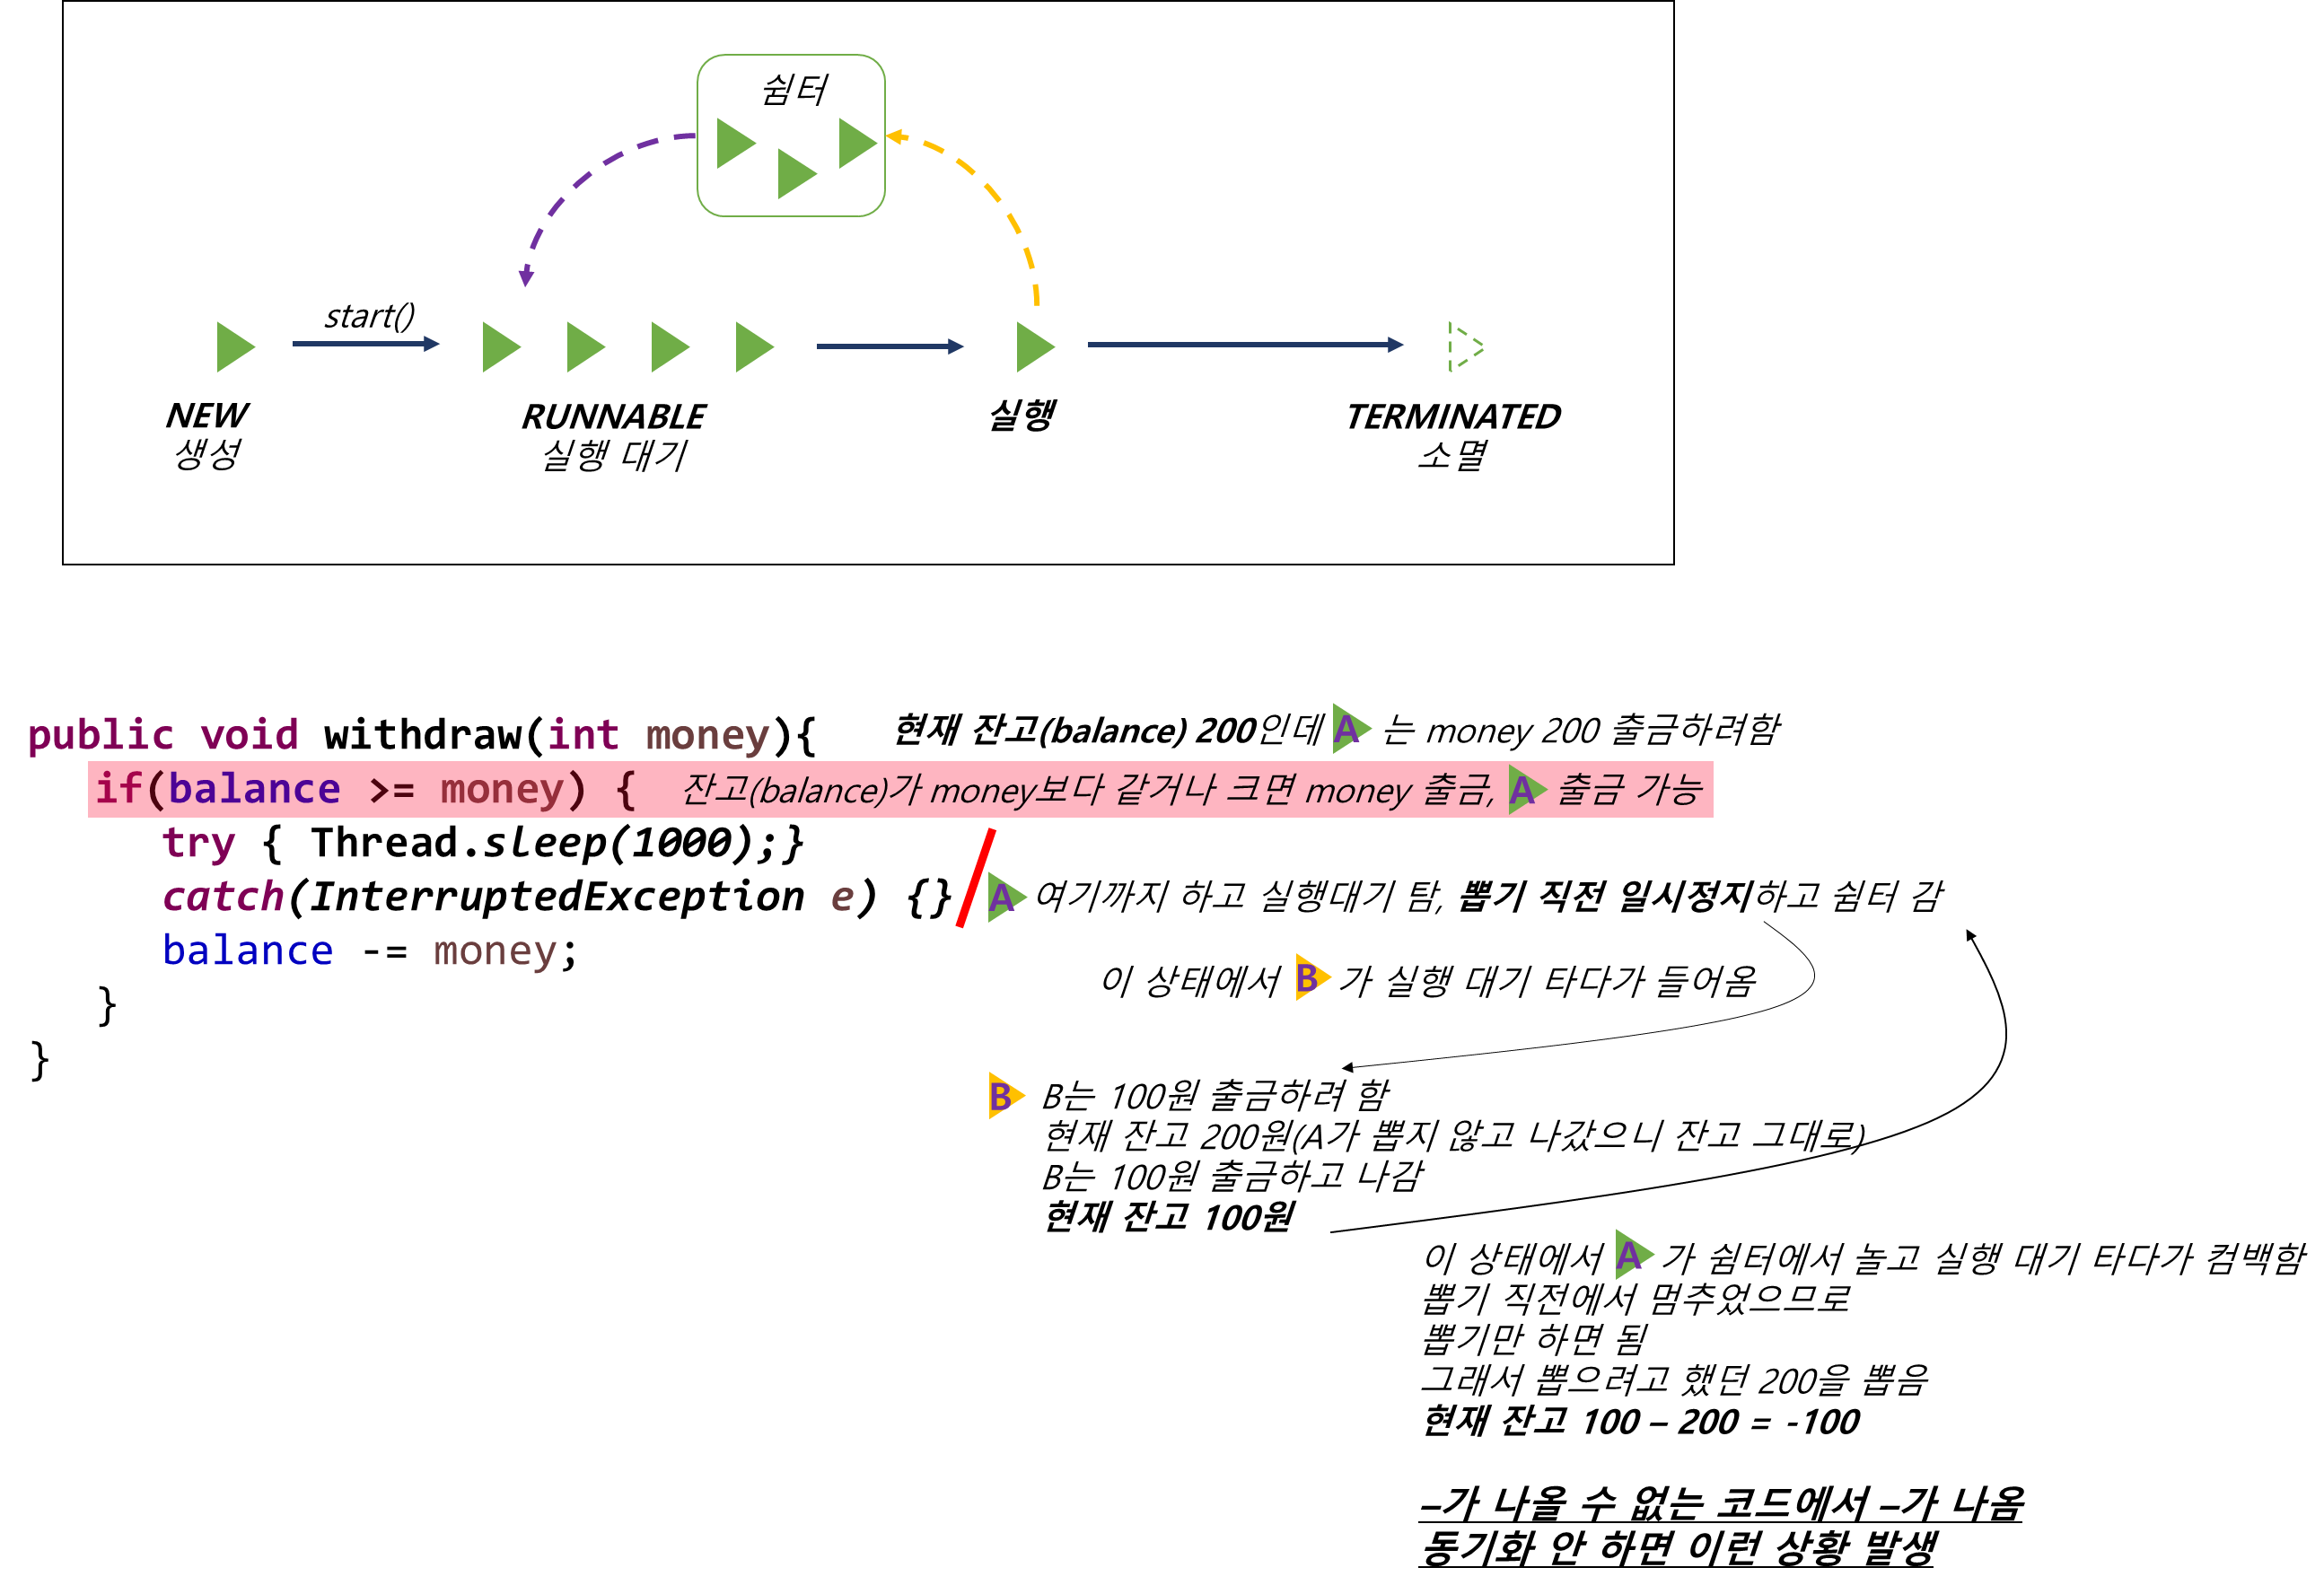 쉼터
start()
NEW
생성
RUNNABLE
실행 대기
실행
TERMINATED
소멸
public void withdraw(int money){ 현재 잔고(balance) 200인데 A 는 money 200 출금하려함
if(balance >= money) { 잔고(balance)가 money보다 같거나 크면 money 출금, A 출금 가능
try { Thread.sleep(1000);}
catch(InterruptedException e) {} A 여기까지 하고 실행대기 탐, 뽑기 직전 일시정지하고 쉼터 감
balance -= money;
}
}
이 상태에서 B 가 실행 대기 타다가 들어옴
B B는 100원 출금하려 함
현재 잔고 200원(A가 뽑지 않고 나갔으니 잔고 그대로)
B는 100원 출금하고 나감
현재 잔고 100원
이 상태에서 A 가 쉼터에서 놀고 실행 대기 타다가 컴백함
뽑기 직전에서 멈추었으므로
뽑기만 하면 됨
그래서 뽑으려고 했던 200을 뽑음
현재 잔고 100 – 200 = -100
–가 나올 수 없는 코드에서 –가 나옴
동기화 안 하면 이런 상황 발생